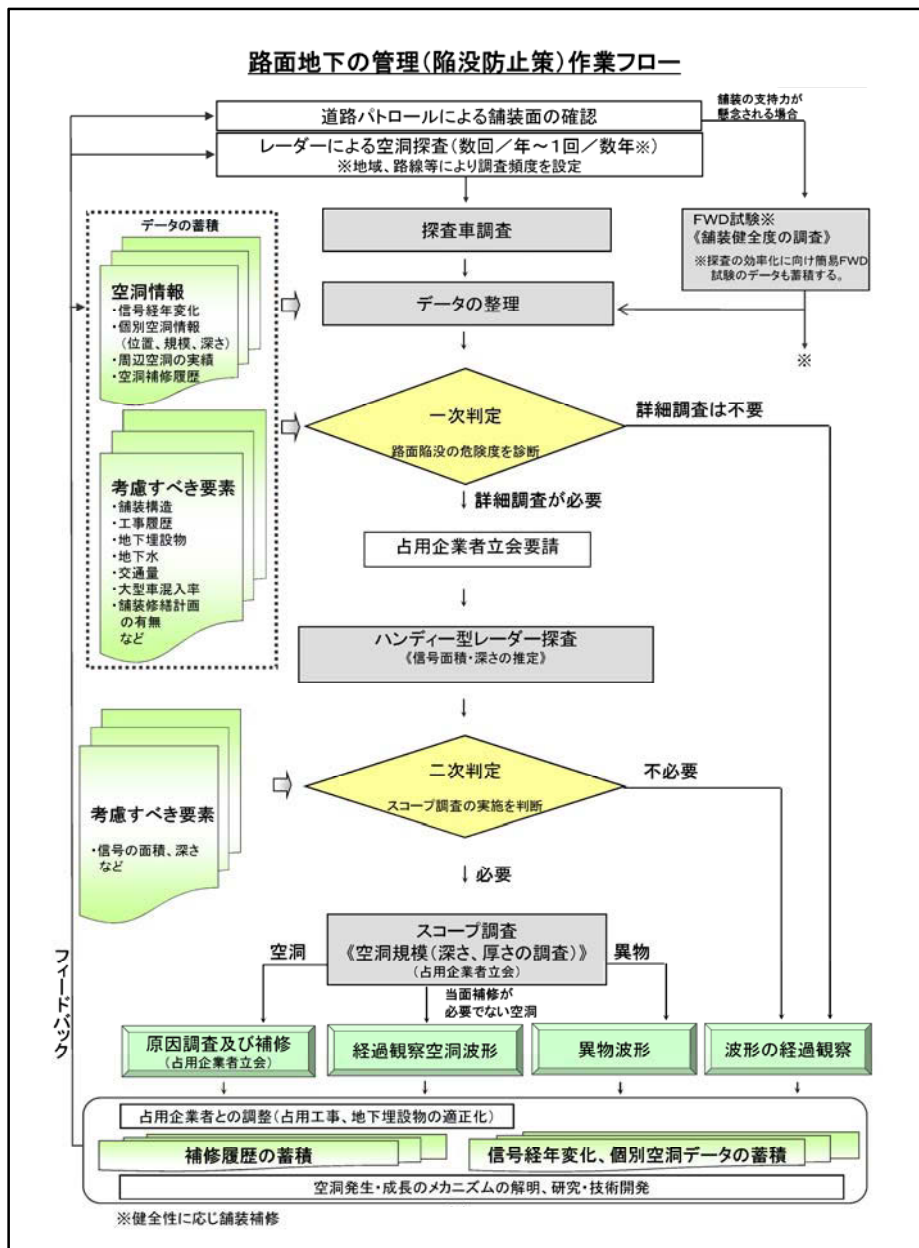 路面地下の管理(陥没防止策)作業フロー
道路パトロールによる舗装面の確認
舗装の支持力が
懸念される場合
レーダーによる空洞探査(数回／年～1回／数年※)
※地域、路線等により調査頻度を設定
データの蓄積
探査車調査
FWD試験※
《舗装健全度の調査》
※探査の効率化に向け簡易FWD
試験のデータも蓄積する。
空洞情報
・信号経年変化
・個別空洞情報
(位置、規模、深さ)
・周辺空洞の実績
・空洞補修履歴
データの整理
※
一次判定
路面陥没の危険度を診断
詳細調査は不要
↓詳細調査が必要
考慮すべき要素
・舗装構造
・工事履歴
・地下埋設物
・地下水
・交通量
・大型車混入率
・舗装修繕計画
の有無
など
占用企業者立会要請
ハンディー型レーダー探査
《信号面積・深さの推定》
二次判定
スコープ調査の実施を判断
不必要
↓必要
考慮すべき要素
・信号の面積、深さ
など
スコープ調査
《空洞規模(深さ、厚さの調査)》
(占用企業者立会)
空洞
異物
当面補修が
必要でない空洞
フィードバック
原因調査及び補修
(占用企業者立会)
経過観察空洞波形
異物波形
波形の経過観察
占用企業者との調整(占用工事、地下埋設物の適正化)
補修履歴の蓄積
信号経年変化、個別空洞データの蓄積
空洞発生・成長のメカニズムの解明、研究・技術開発
※健全性に応じ舗装補修